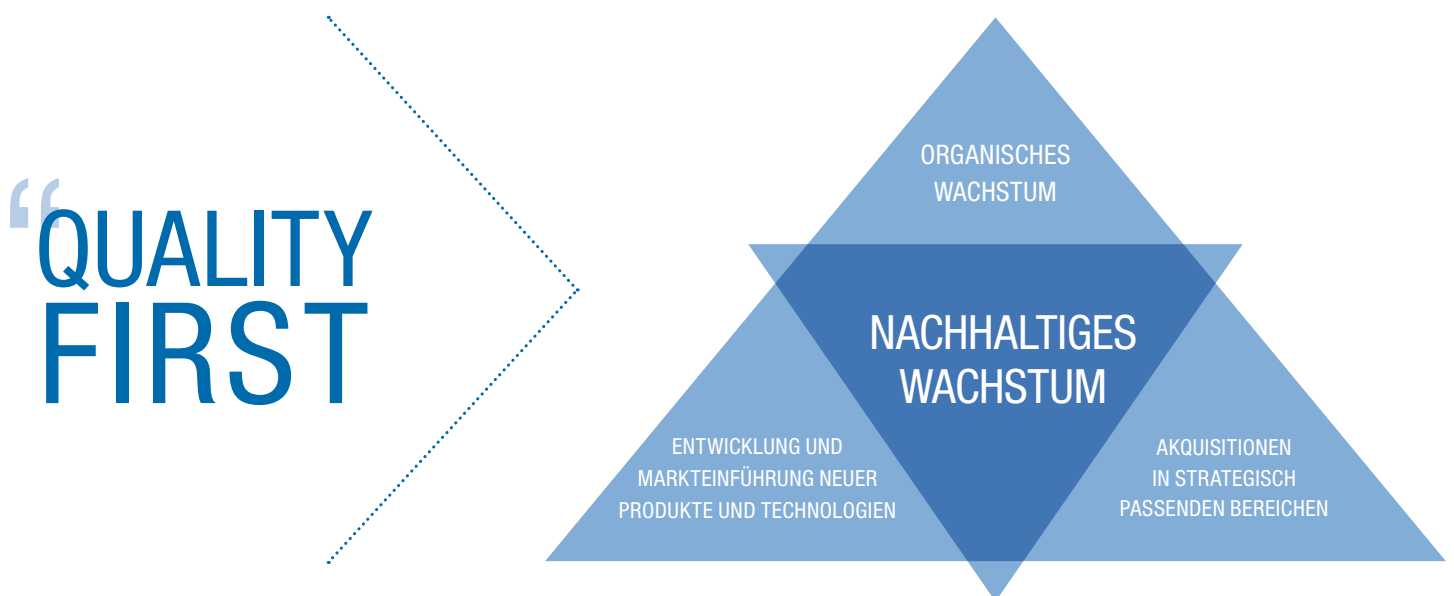 “QUALITY
FIRST
ORGANISCHES
WACHSTUM
NACHHALTIGES
WACHSTUM
ENTWICKLUNG UND
MARKTEINFÜHRUNG NEUER
PRODUKTE UND TECHNOLOGIEN
AKQUISITIONEN
IN STRATEGISCH
PASSENDEN BEREICHEN